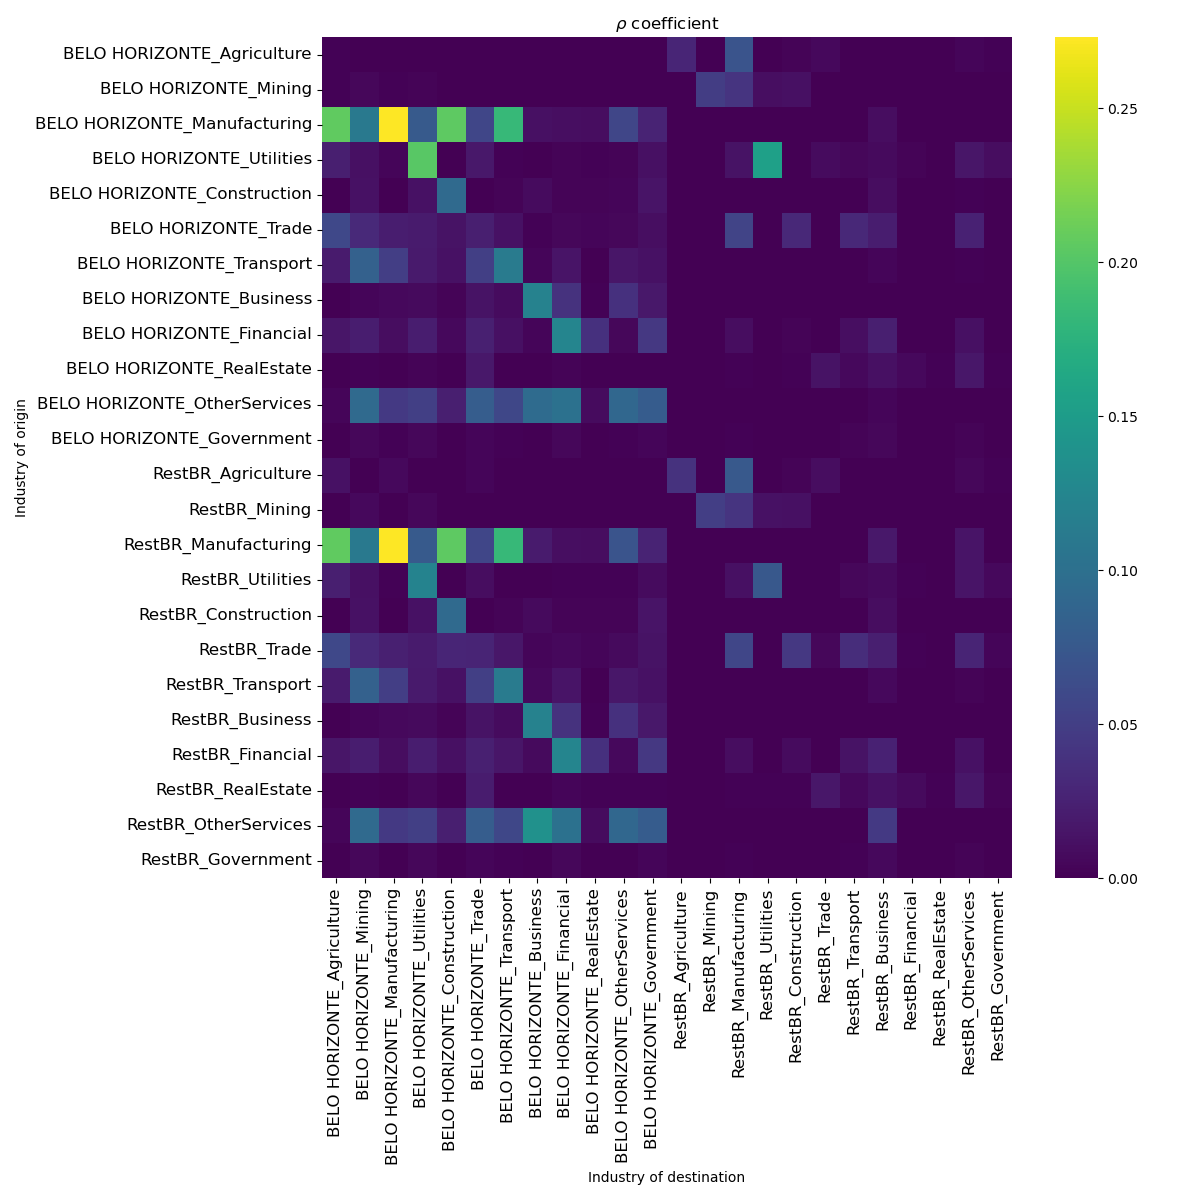 ρ coefficient
BELO HORIZONTE_Agriculture
BELO HORIZONTE_Mining
BELO HORIZONTE_Manufacturing
BELO HORIZONTE_Utilities
BELO HORIZONTE_Construction
BELO HORIZONTE_Trade
BELO HORIZONTE_Transport
BELO HORIZONTE_Business
BELO HORIZONTE_Financial
BELO HORIZONTE_RealEstate
BELO HORIZONTE_OtherServices
BELO HORIZONTE_Government
RestBR_Agriculture
RestBR_Mining
RestBR_Manufacturing
RestBR_Utilities
RestBR_Construction
RestBR_Trade
RestBR_Transport
RestBR_Business
RestBR_Financial
RestBR_RealEstate
RestBR_OtherServices
RestBR_Government
Industry of origin
BELO HORIZONTE_Agriculture
BELO HORIZONTE_Mining
BELO HORIZONTE_Manufacturing
BELO HORIZONTE_Utilities
BELO HORIZONTE_Construction
BELO HORIZONTE_Trade
BELO HORIZONTE_Transport
BELO HORIZONTE_Business
BELO HORIZONTE_Financial
BELO HORIZONTE_RealEstate
BELO HORIZONTE_OtherServices
BELO HORIZONTE_Government
RestBR_Agriculture
RestBR_Mining
RestBR_Manufacturing
RestBR_Utilities
RestBR_Construction
RestBR_Trade
RestBR_Transport
RestBR_Business
RestBR_Financial
RestBR_RealEstate
RestBR_OtherServices
RestBR_Government
Industry of destination
0.25
0.20
0.15
0.10
0.05
0.00